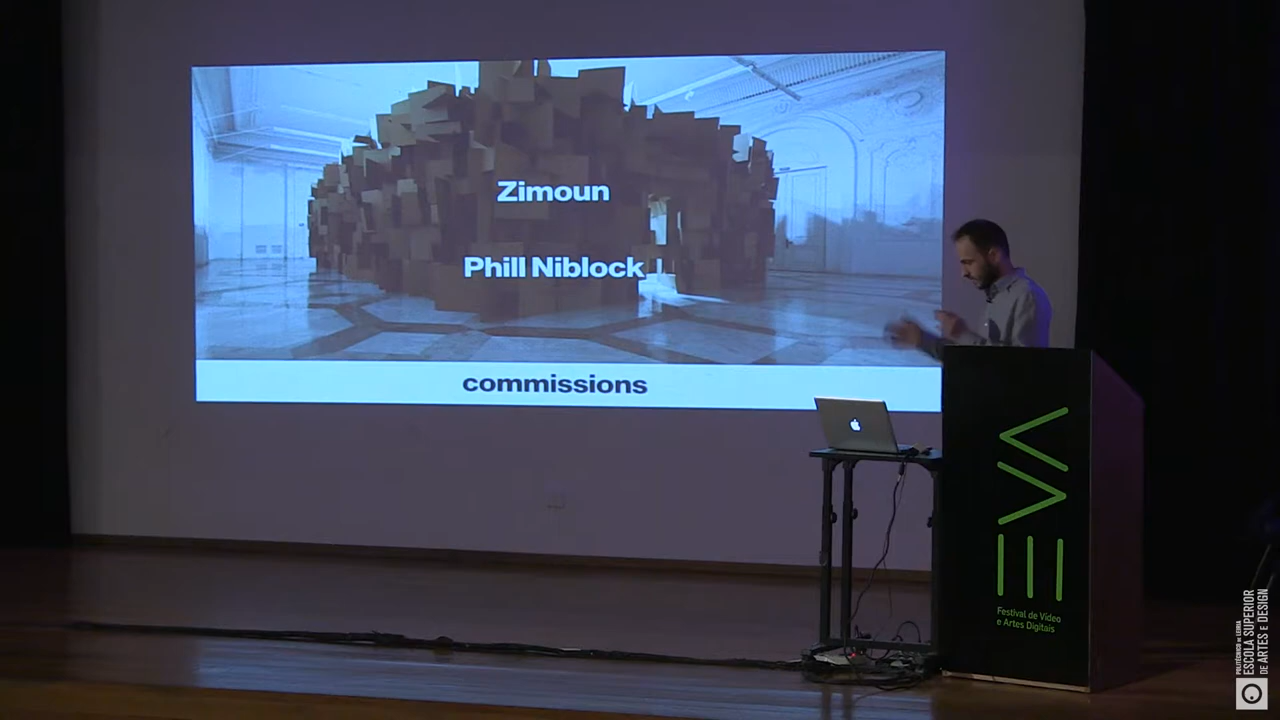 Zimoun
Phill Niblock
commissions
Festival de Vídeo
e Artes Digitais
POLITÉCNICO DE LEIRIA
ESCOLA SUPERIOR
DE ARTES E DESIGN